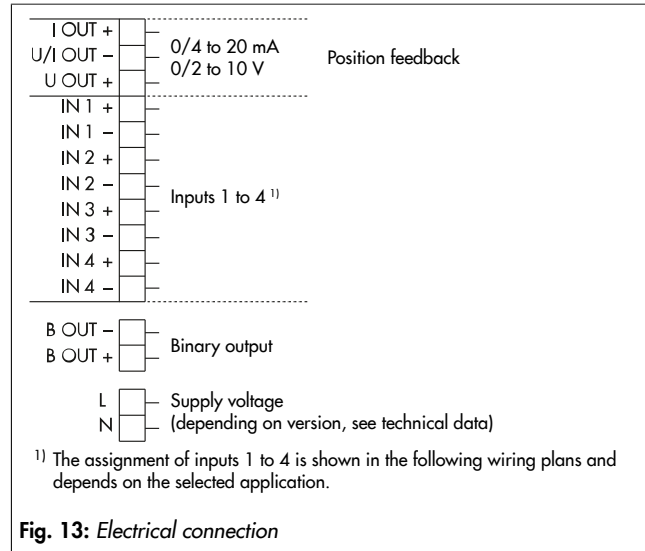 I OUT +
U/I OUT –
U OUT +
0/4 to 20 mA
0/2 to 10 V
Position feedback
IN 1 +
IN 1 –
IN 2 +
IN 2 –
IN 3 +
IN 3 –
IN 4 +
IN 4 –
Inputs 1 to 4 ¹⁾
B OUT –
B OUT +
Binary output
L
N
Supply voltage
(depending on version, see technical data)
¹⁾ The assignment of inputs 1 to 4 is shown in the following wiring plans and
depends on the selected application.
Fig. 13: Electrical connection